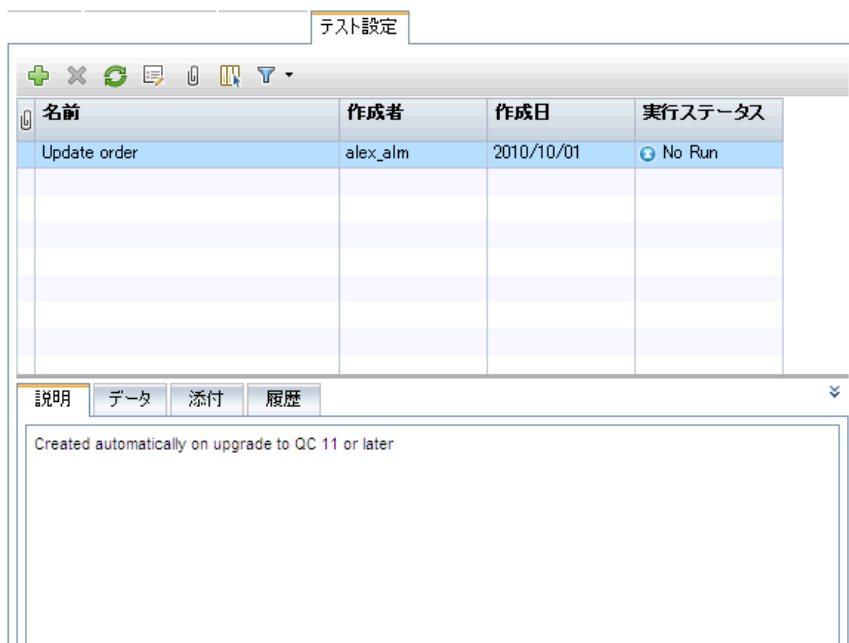 テスト設定
名前 作成者 作成日 実行ステータス
Update order alex_alm 2010/10/01 No Run
説明 データ 添付 履歴
Created automatically on upgrade to QC 11 or later